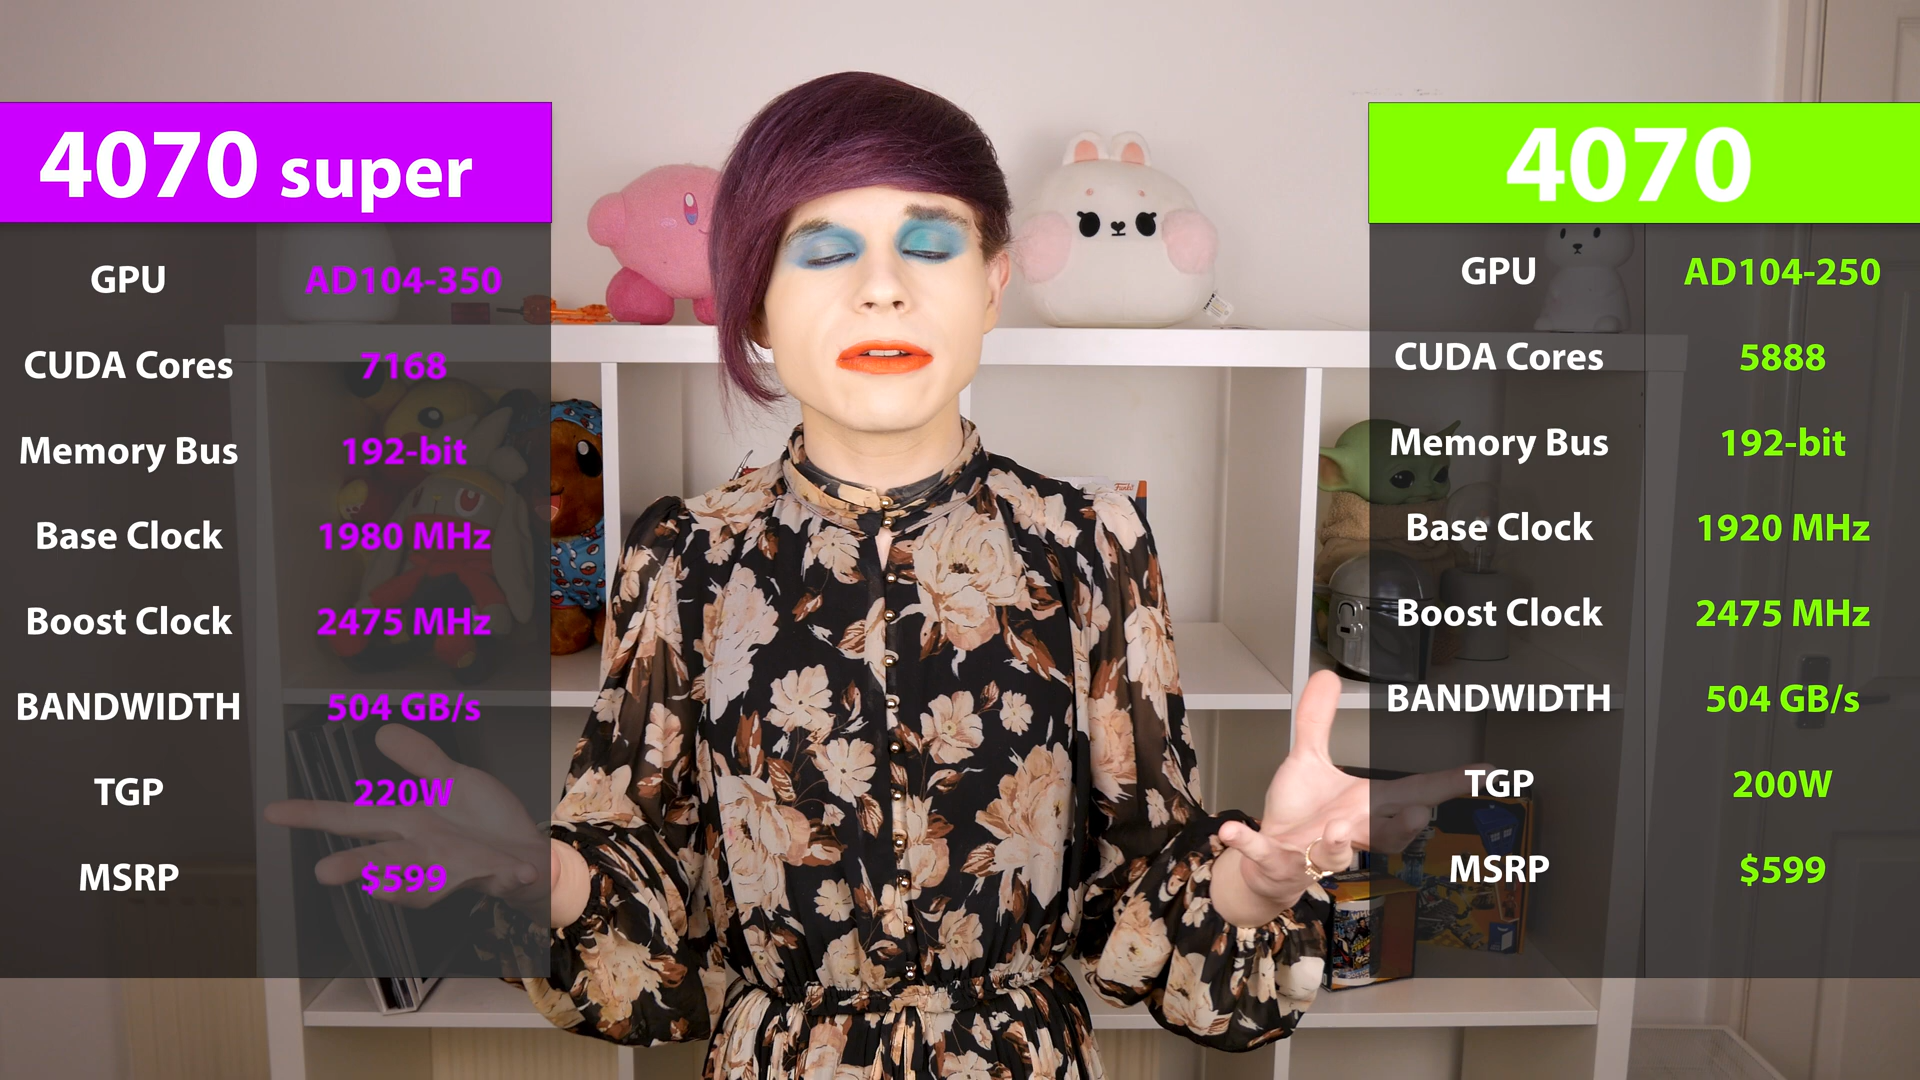 4070 super
GPU AD104-350
CUDA Cores 7168
Memory Bus 192-bit
Base Clock 1980 MHz
Boost Clock 2475 MHz
BANDWIDTH 504 GB/s
TGP 220W
MSRP $599
4070
GPU AD104-250
CUDA Cores 5888
Memory Bus 192-bit
Base Clock 1920 MHz
Boost Clock 2475 MHz
BANDWIDTH 504 GB/s
TGP 200W
MSRP $599
Funko